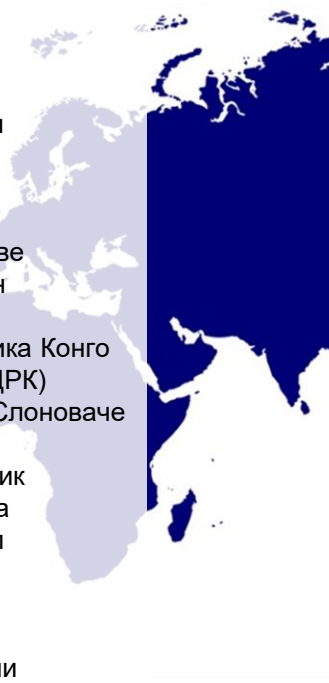 и
ве
н
ика Конго
ДРК)
Слоноваче
ик
а
и
ли